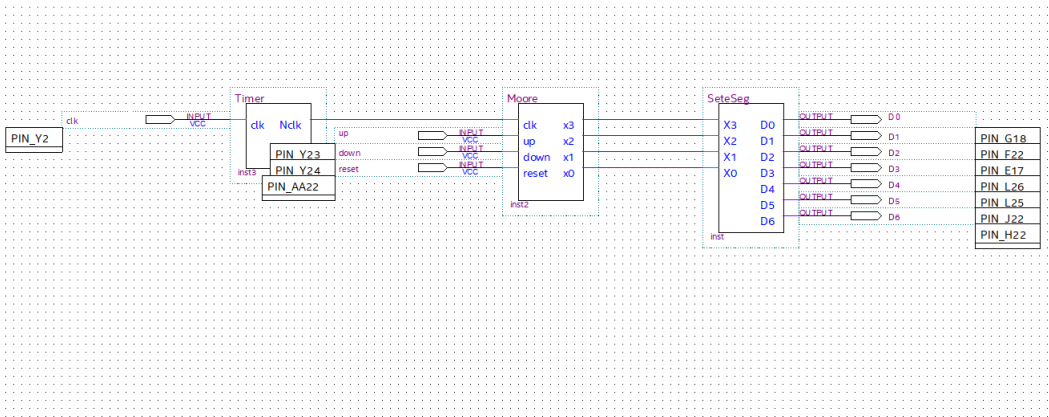 Timer
Moore
SeteSeg
clk
INPUT
VCC
PIN_Y2
clk Nclk
inst3
up
down
reset
PIN_Y23
PIN_Y24
PIN_AA22
INPUT
VCC
INPUT
VCC
INPUT
VCC
clk x3
up x2
down x1
reset x0
inst2
X3 D0
X2 D1
X1 D2
X0 D3
D4
D5
D6
inst
OUTPUT D0
OUTPUT D1
OUTPUT D2
OUTPUT D3
OUTPUT D4
OUTPUT D5
OUTPUT D6
PIN_G18
PIN_F22
PIN_E17
PIN_L26
PIN_L25
PIN_J22
PIN_H22